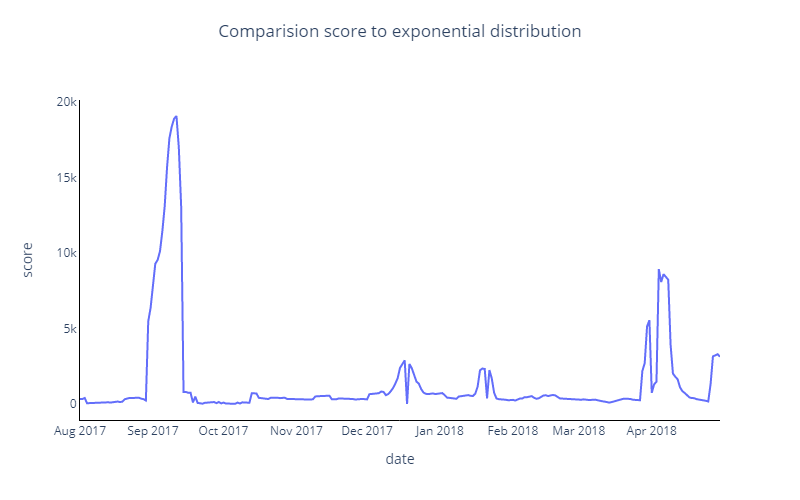 Comparision score to exponential distribution
20k
15k
10k
5k
0
score
Aug 2017 Sep 2017 Oct 2017 Nov 2017 Dec 2017 Jan 2018 Feb 2018 Mar 2018 Apr 2018
date